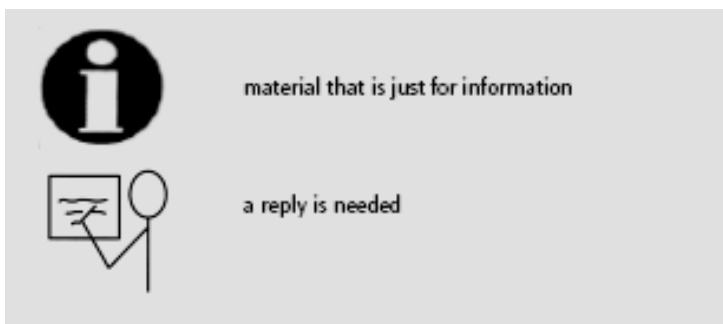 material that is just for information
a reply is needed